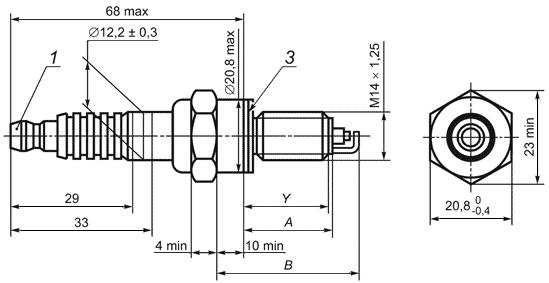 68 max
⌀12,2 ± 0,3
1
⌀20,8 max
3
M14 × 1,25
23 min
29
33
Y
A
4 min
10 min
B
20,8 0 -0,4